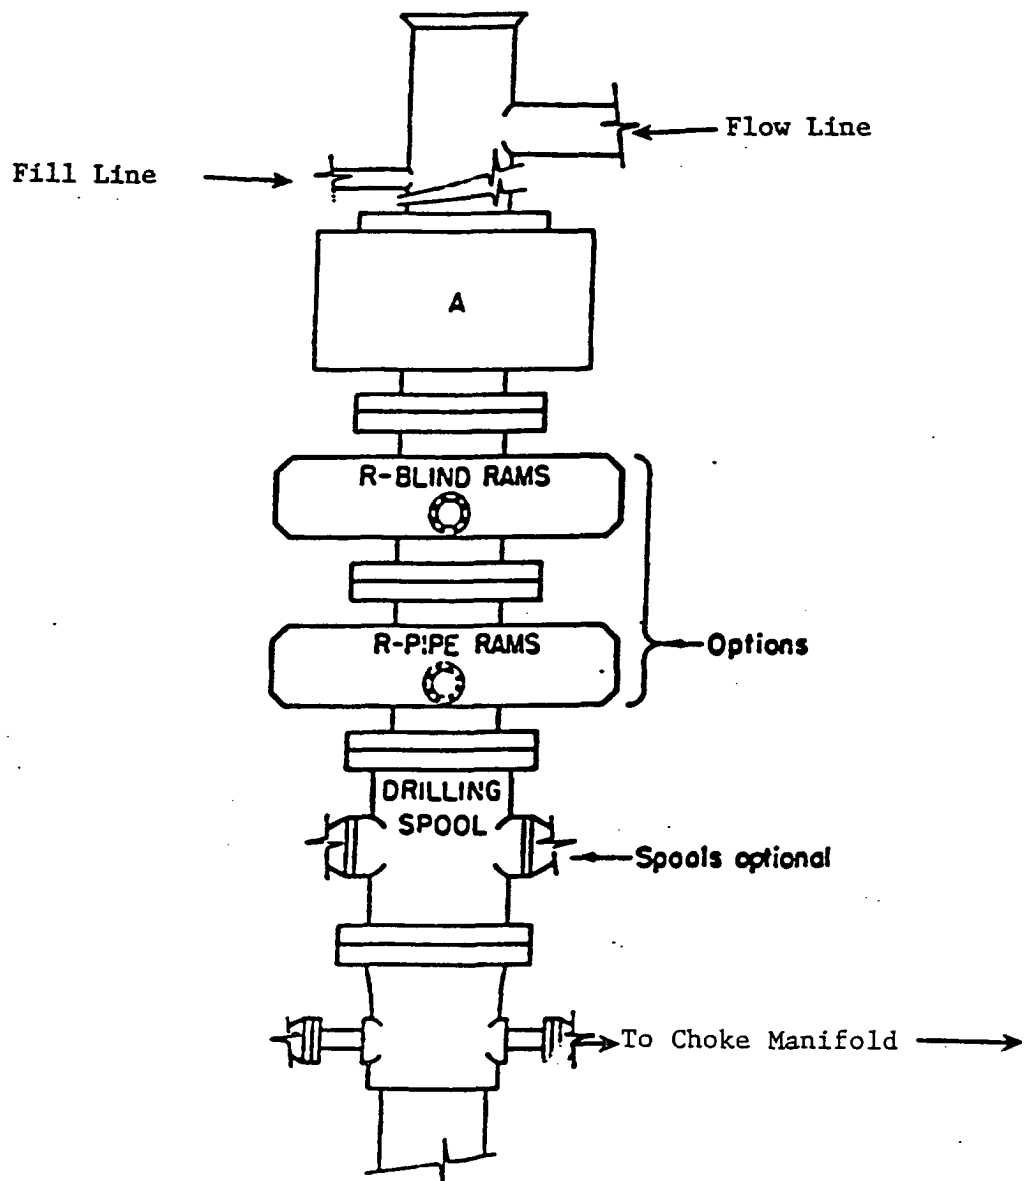 Flow Line
Fill Line
A
R-BLIND RAMS
R-PIPE RAMS
Options
DRILLING
SPOOL
Spools optional
To Choke Manifold